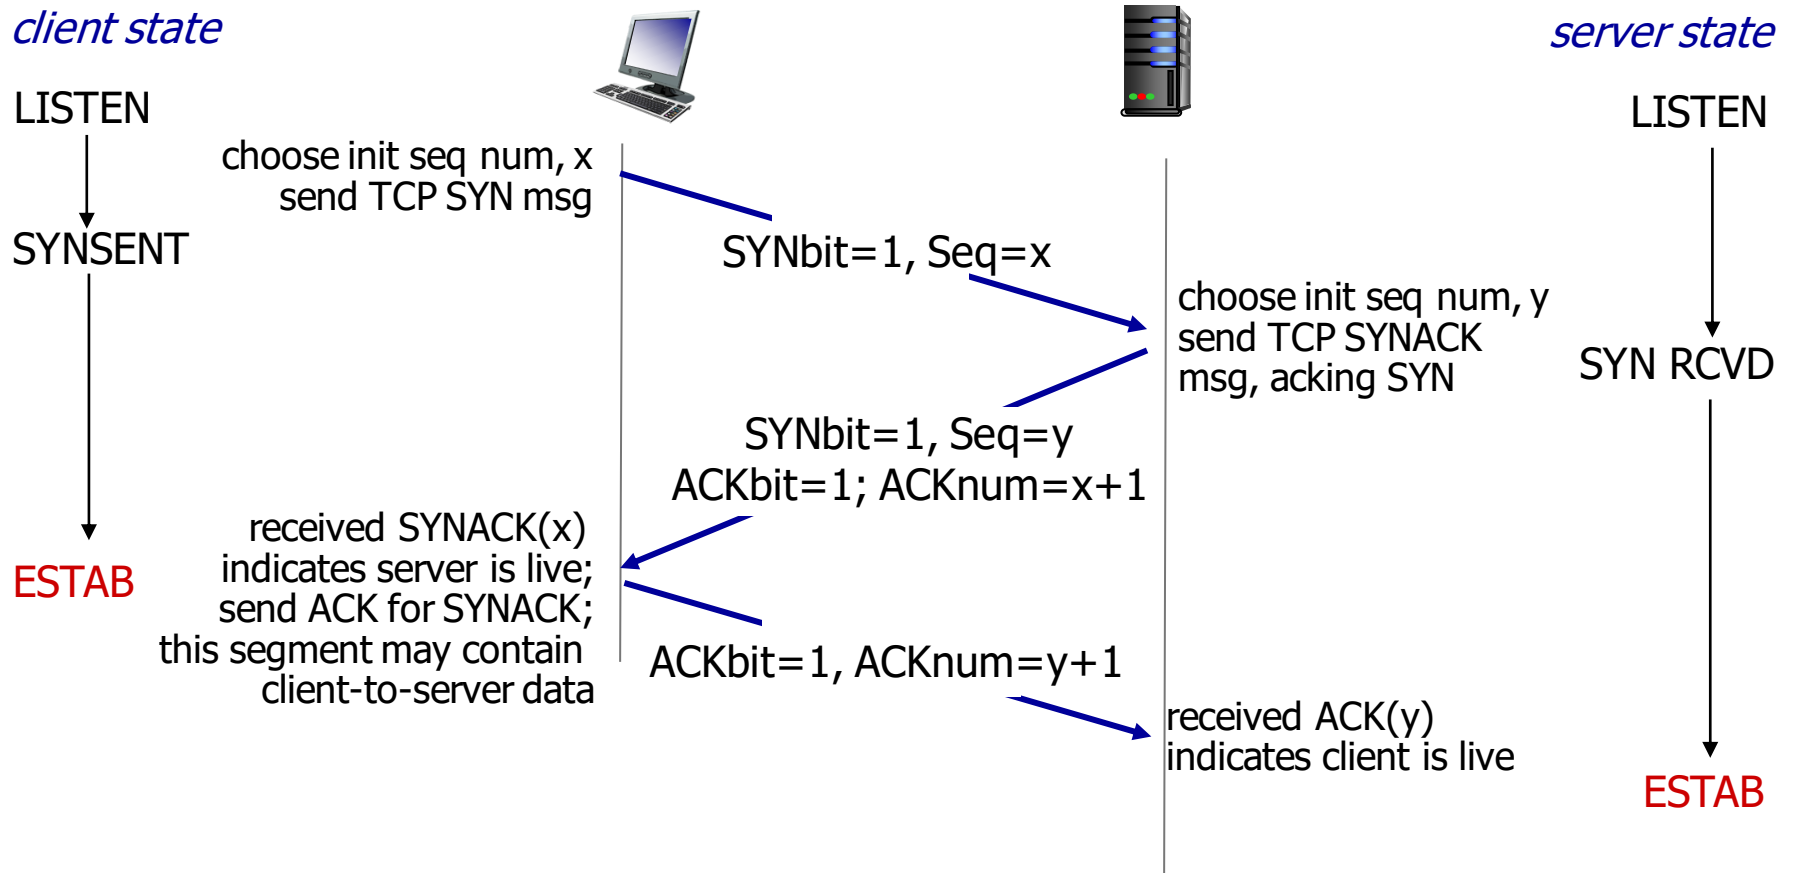 client state
server state
LISTEN
LISTEN
choose init seq num, x
send TCP SYN msg
SYNSENT
SYNbit=1, Seq=x
choose init seq num, y
send TCP SYNACK
msg, acking SYN
SYN RCVD
SYNbit=1, Seq=y
ACKbit=1; ACKnum=x+1
received SYNACK(x)
indicates server is live;
send ACK for SYNACK;
this segment may contain
client-to-server data
ESTAB
ACKbit=1, ACKnum=y+1
received ACK(y)
indicates client is live
ESTAB